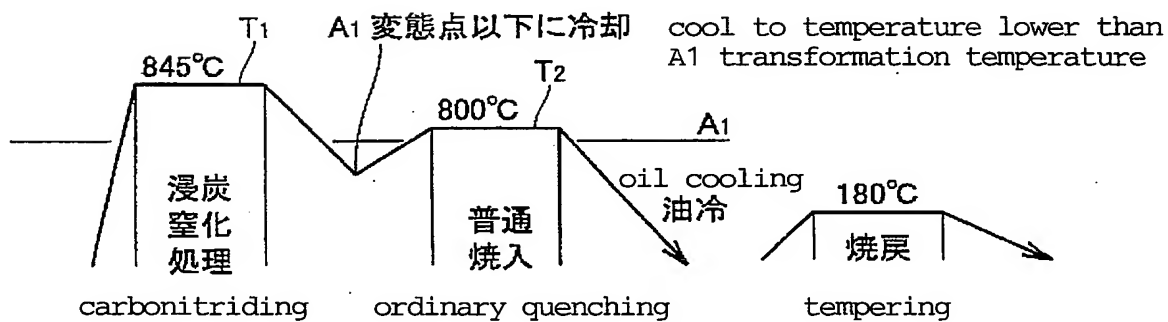 T1
A1 変態点以下に冷却
cool to temperature lower than
A1 transformation temperature
845°C
T2
800°C
A1
浸炭
窒化
処理
普通
焼入
oil cooling
油冷
180°C
焼戻
carbonitriding
ordinary quenching
tempering